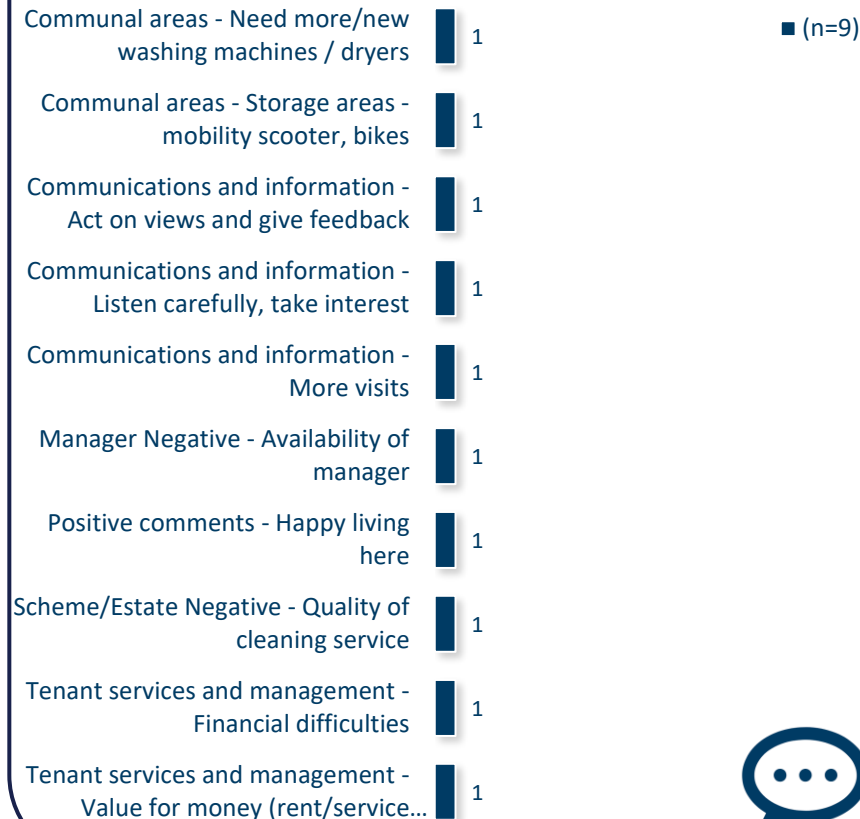 Communal areas - Need more/new
washing machines / dryers
1
(n=9)
Communal areas - Storage areas -
mobility scooter, bikes
1
Communications and information -
Act on views and give feedback
1
Communications and information -
Listen carefully, take interest
1
Communications and information -
More visits
1
Manager Negative - Availability of
manager
1
Positive comments - Happy living
here
1
Scheme/Estate Negative - Quality of
cleaning service
1
Tenant services and management -
Financial difficulties
1
Tenant services and management -
Value for money (rent/service...
1